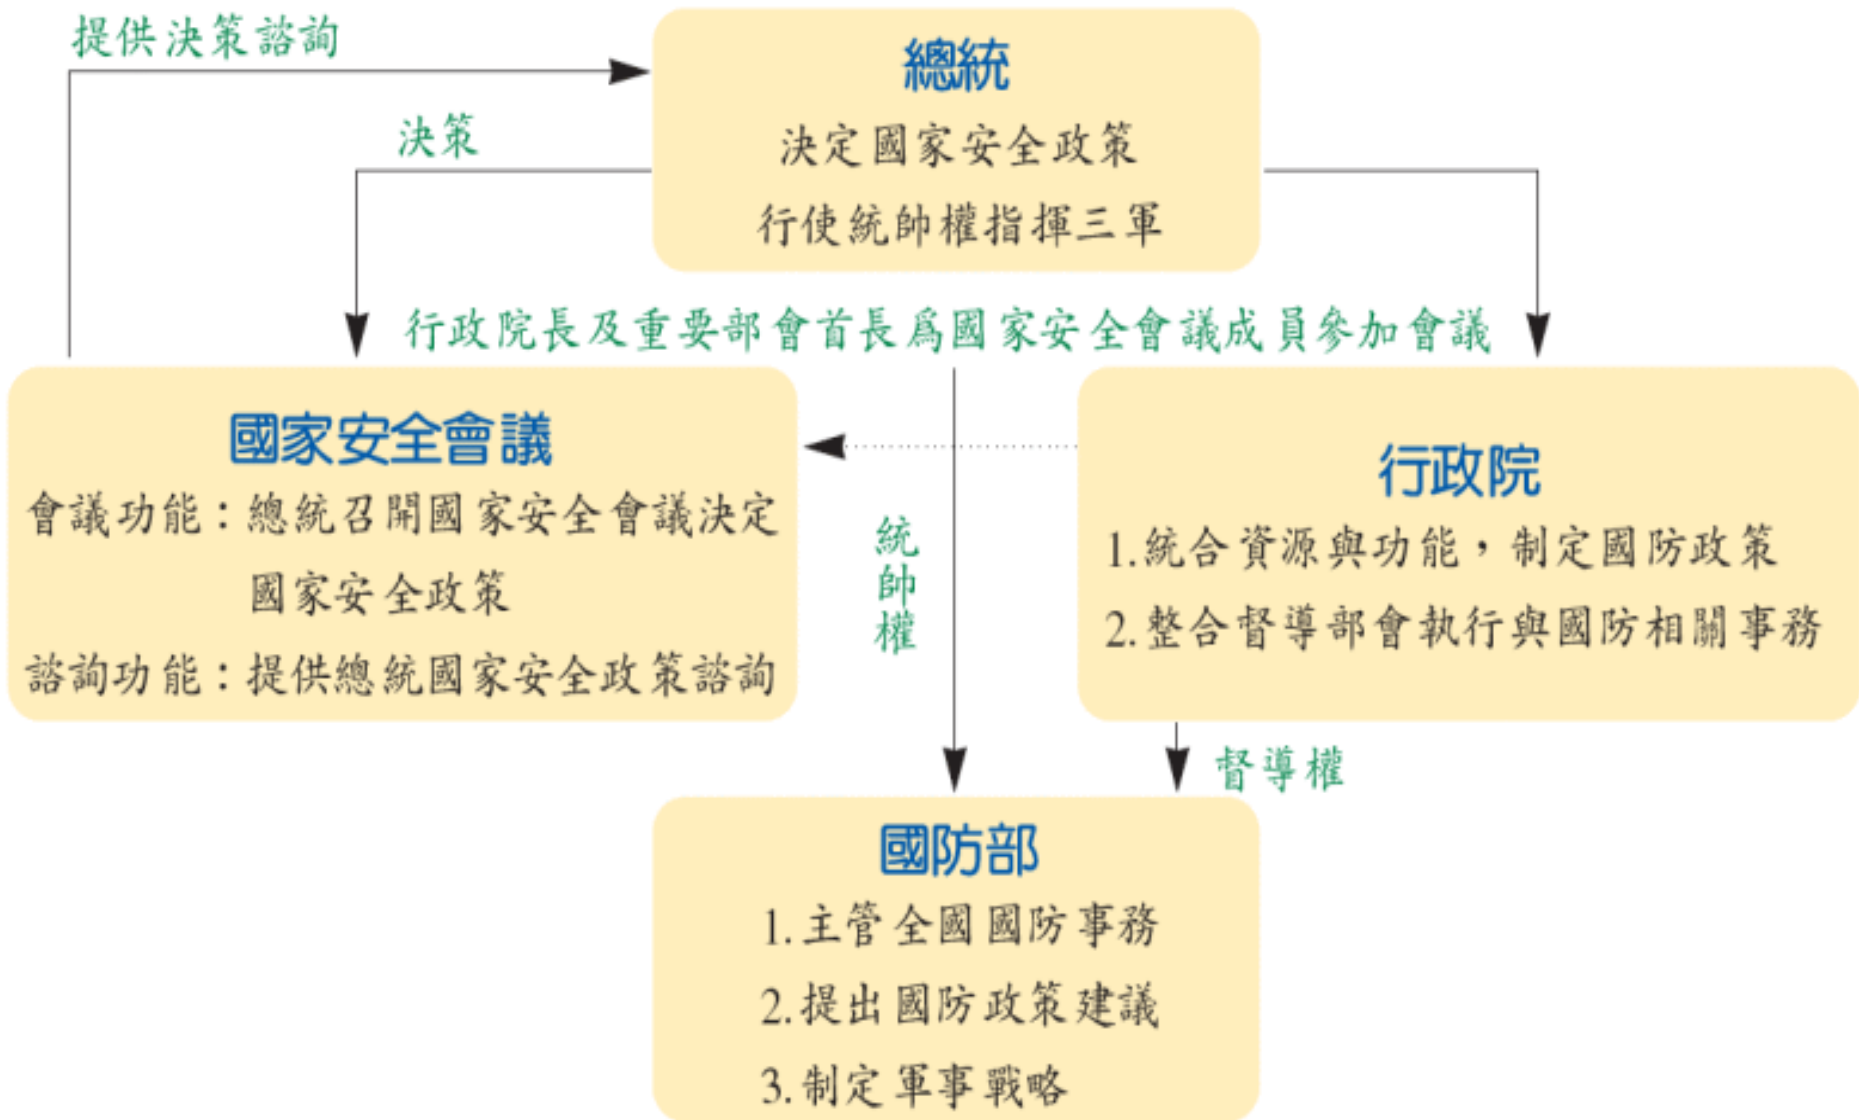 提供決策諮詢
總統
決策
決定國家安全政策
行使統帥權指揮三軍
行政院長及重要部會首長爲國家安全會議成員參加會議
國家安全會議
會議功能：總統召開國家安全會議決定
國家安全政策
諮詢功能：提供總統國家安全政策諮詢
統帥權
行政院
1.統合資源與功能，制定國防政策
2.整合督導部會執行與國防相關事務
督導權
國防部
1.主管全國國防事務
2.提出國防政策建議
3.制定軍事戰略